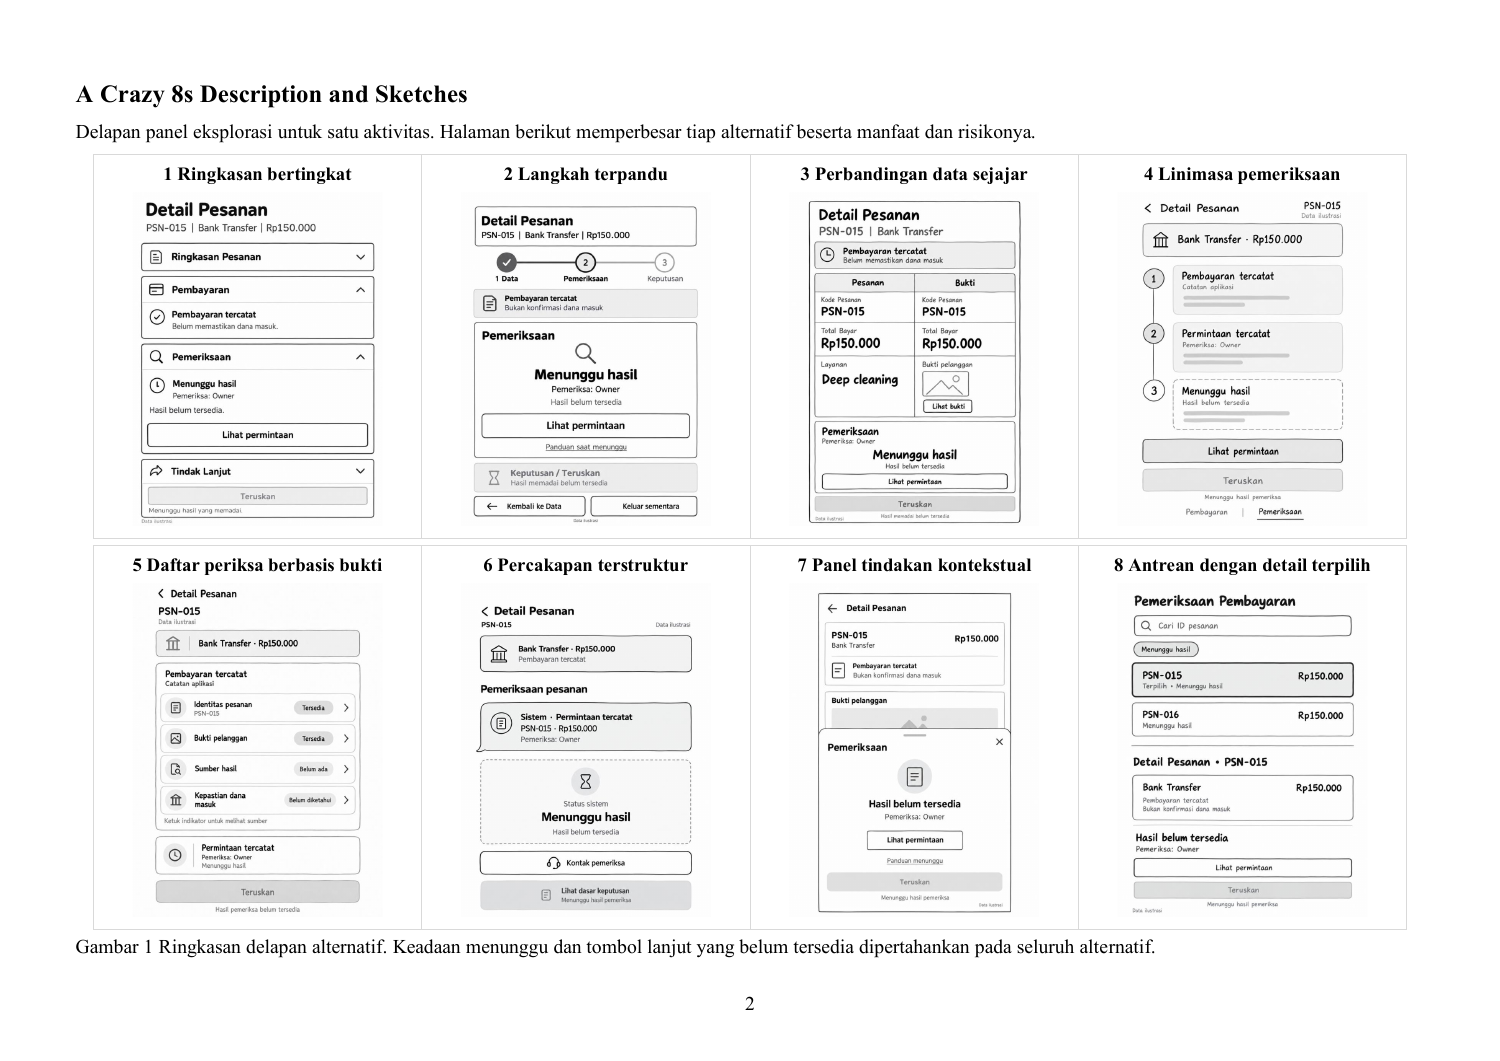 A Crazy 8s Description and Sketches
Delapan panel eksplorasi untuk satu aktivitas. Halaman berikut memperbesar tiap alternatif beserta manfaat dan risikonya.
1 Ringkasan bertingkat
Detail Pesanan
PSN-015 | Bank Transfer | Rp150.000
Ringkasan Pesanan
Pembayaran
Pembayaran tercatat
Belum memastikan dana masuk.
Pemeriksaan
Menunggu hasil
Pemeriksa: Owner
Hasil belum tersedia.
Lihat permintaan
Tindak Lanjut
Teruskan
Menunggu hasil yang memadai.
Data ilustrasi
2 Langkah terpandu
Detail Pesanan
PSN-015 | Bank Transfer | Rp150.000
2 3
1 Data Pemeriksaan Keputusan
Pembayaran tercatat
Bukan konfirmasi dana masuk
Pemeriksaan
Menunggu hasil
Pemeriksa: Owner
Hasil belum tersedia
Lihat permintaan
Panduan saat menunggu
Keputusan / Teruskan
Hasil memadai belum tersedia
Kembali ke Data Keluar sementara
Data ilustrasi
3 Perbandingan data sejajar
Detail Pesanan
PSN-015 | Bank Transfer
Pembayaran tercatat
Belum memastikan dana masuk
Pesanan Bukti
Kode Pesanan Kode Pesanan
PSN-015 PSN-015
Total Bayar Total Bayar
Rp150.000 Rp150.000
Layanan Bukti pelanggan
Deep cleaning
Lihat bukti
Pemeriksaan
Pemeriksa: Owner
Menunggu hasil
Hasil belum tersedia
Lihat permintaan
Teruskan
Data ilustrasi Hasil memadai belum tersedia
4 Linimasa pemeriksaan
Detail Pesanan PSN-015
Data ilustrasi
Bank Transfer · Rp150.000
1 Pembayaran tercatat
Catatan aplikasi
2 Permintaan tercatat
Pemeriksa: Owner
3 Menunggu hasil
Hasil belum tersedia
Lihat permintaan
Teruskan
Menunggu hasil pemeriksa
Pembayaran | Pemeriksaan
5 Daftar periksa berbasis bukti
Detail Pesanan
PSN-015
Data ilustrasi
Bank Transfer · Rp150.000
Pembayaran tercatat
Catatan aplikasi
Identitas pesanan Tersedia
PSN-015
Bukti pelanggan Tersedia
Sumber hasil Belum ada
Kepastian dana masuk Belum diketahui
Ketuk indikator untuk melihat sumber
Permintaan tercatat
Pemeriksa: Owner
Menunggu hasil
Teruskan
Hasil pemeriksa belum tersedia
6 Percakapan terstruktur
Detail Pesanan
PSN-015 Data ilustrasi
Bank Transfer · Rp150.000
Pembayaran tercatat
Pemeriksaan pesanan
Sistem · Permintaan tercatat
PSN-015 · Rp150.000
Pemeriksa: Owner
Status sistem
Menunggu hasil
Hasil belum tersedia
Kontak pemeriksa
Lihat dasar keputusan
Menunggu hasil pemeriksa
7 Panel tindakan kontekstual
Detail Pesanan
PSN-015 Rp150.000
Bank Transfer
Pembayaran tercatat
Bukan konfirmasi dana masuk
Bukti pelanggan
Pemeriksaan
Hasil belum tersedia
Pemeriksa: Owner
Lihat permintaan
Panduan menunggu
Teruskan
Menunggu hasil pemeriksa
Data ilustrasi
8 Antrean dengan detail terpilih
Pemeriksaan Pembayaran
Cari ID pesanan
Menunggu hasil
PSN-015 Rp150.000
Terpilih • Menunggu hasil
PSN-016 Rp150.000
Menunggu hasil
Detail Pesanan • PSN-015
Bank Transfer Rp150.000
Pembayaran tercatat
Bukan konfirmasi dana masuk
Hasil belum tersedia
Pemeriksa: Owner
Lihat permintaan
Teruskan
Menunggu hasil pemeriksa
Data ilustrasi
Gambar 1 Ringkasan delapan alternatif. Keadaan menunggu dan tombol lanjut yang belum tersedia dipertahankan pada seluruh alternatif.
2